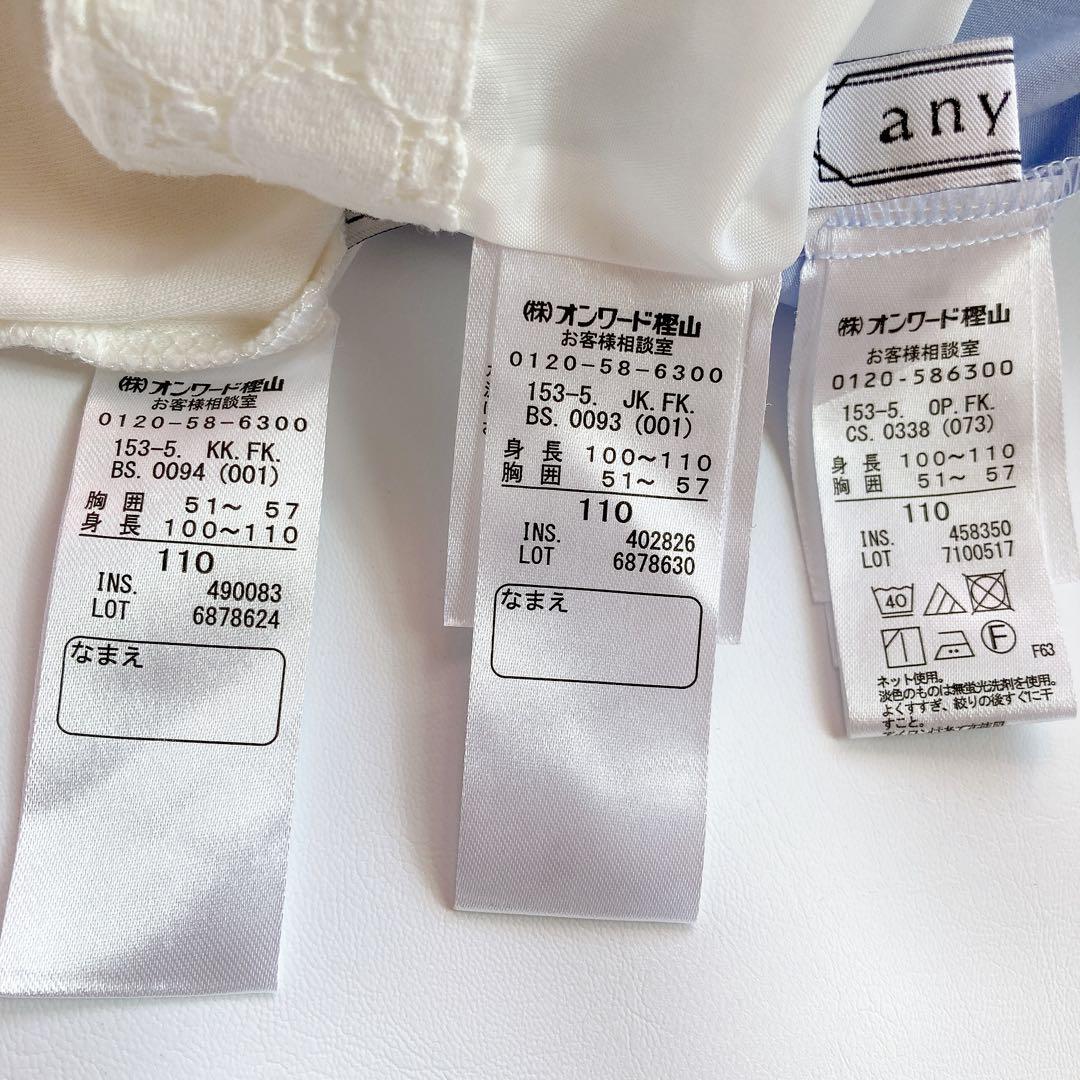 (株)オンワード樫山
お客様相談室
0120-58-6300
153-5. KK. FK.
BS. 0094 (001)
胸囲 51～ 57
身長 100～110
110
INS. 490083
LOT 6878624
なまえ
(株)オンワード樫山
お客様相談室
0120-58-6300
153-5. JK. FK.
BS. 0093 (001)
身長 100～110
胸囲 51～ 57
110
INS. 402826
LOT 6878630
なまえ
any
(株)オンワード樫山
お客様相談室
0120-586300
153-5. OP. FK.
CS. 0338 (073)
身長 100～110
胸囲 51～ 57
110
INS. 458350
LOT 7100517
40
F
F63
ネット使用。
淡色のものは無蛍光洗剤を使用。
よくすすぎ、絞りの後すぐに干
すこと。